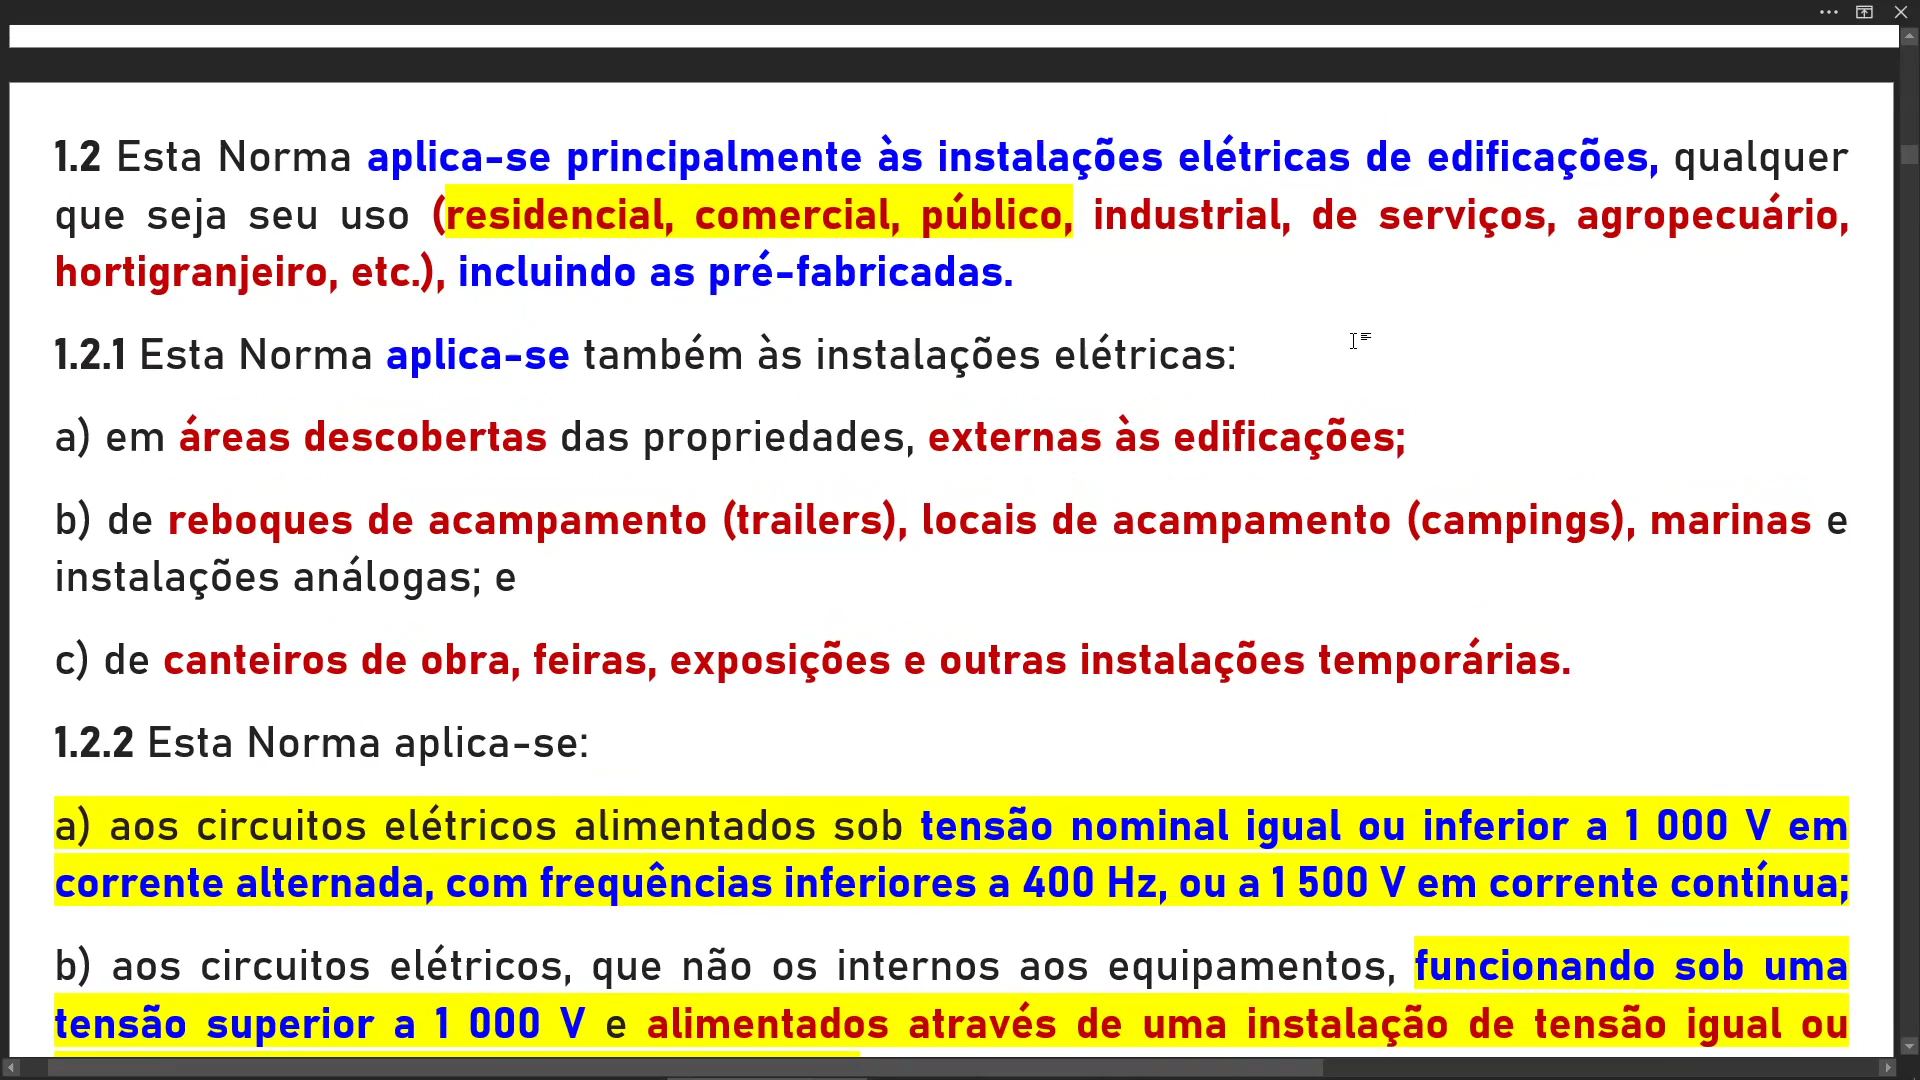 1.2 Esta Norma aplica-se principalmente às instalações elétricas de edificações, qualquer
que seja seu uso (residencial, comercial, público, industrial, de serviços, agropecuário,
hortigranjeiro, etc.), incluindo as pré-fabricadas.
1.2.1 Esta Norma aplica-se também às instalações elétricas:
a) em áreas descobertas das propriedades, externas às edificações;
b) de reboques de acampamento (trailers), locais de acampamento (campings), marinas e
instalações análogas; e
c) de canteiros de obra, feiras, exposições e outras instalações temporárias.
1.2.2 Esta Norma aplica-se:
a) aos circuitos elétricos alimentados sob tensão nominal igual ou inferior a 1 000 V em
corrente alternada, com frequências inferiores a 400 Hz, ou a 1 500 V em corrente contínua;
b) aos circuitos elétricos, que não os internos aos equipamentos, funcionando sob uma
tensão superior a 1 000 V e alimentados através de uma instalação de tensão igual ou